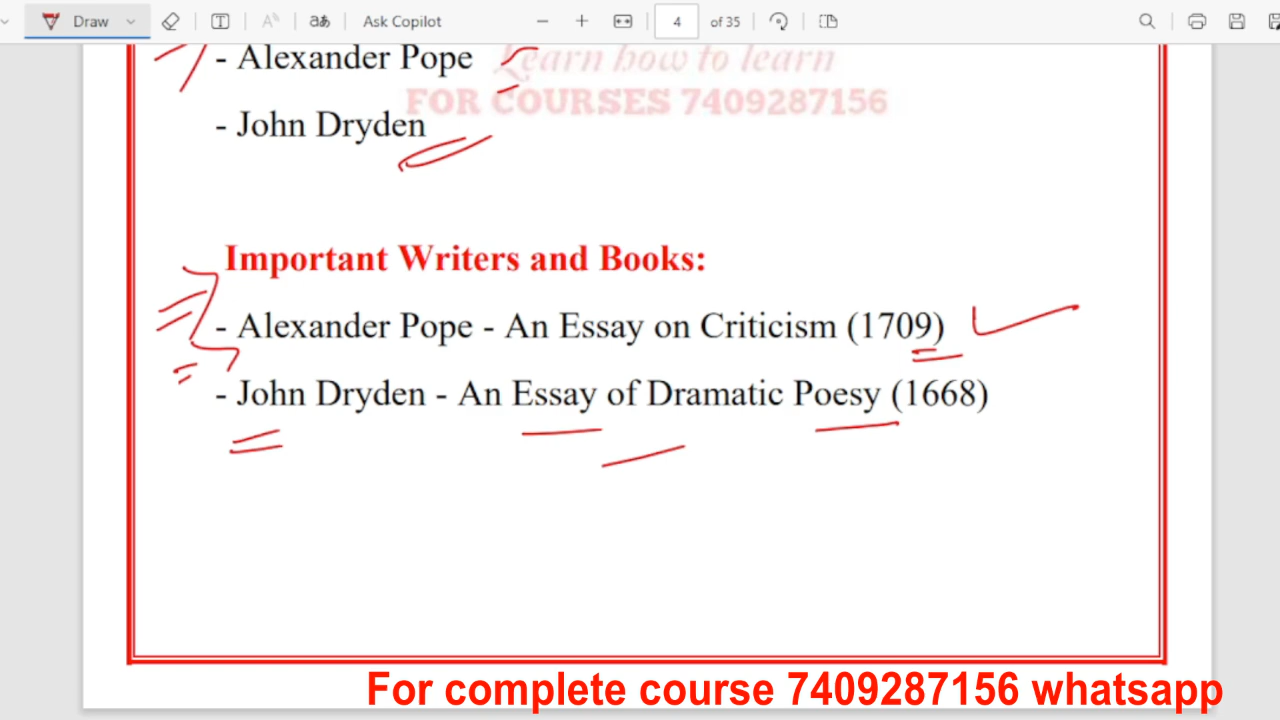 Draw
Ask Copilot
4 of 35
- Alexander Pope
Learn how to learn
FOR COURSES 7409287156
- John Dryden
Important Writers and Books:
- Alexander Pope - An Essay on Criticism (1709)
- John Dryden - An Essay of Dramatic Poesy (1668)
For complete course 7409287156 whatsapp